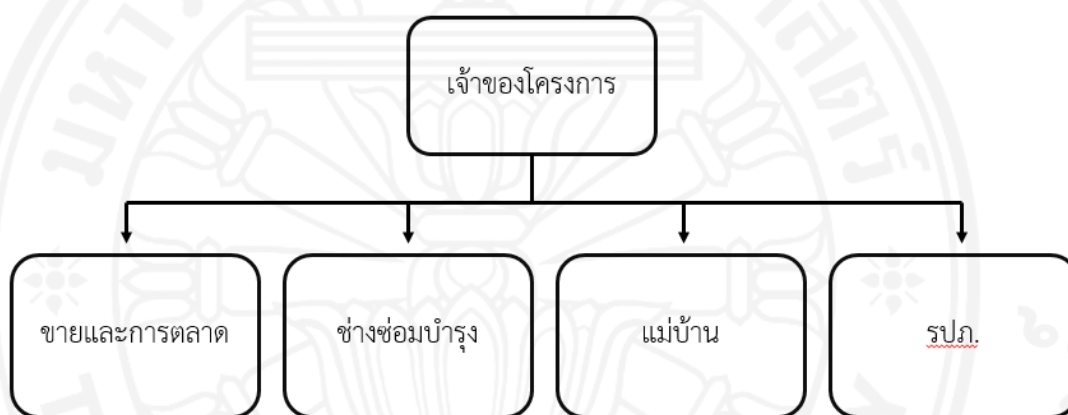 เจ้าของโครงการ
ขายและการตลาด
ช่างซ่อมบำรุง
แม่บ้าน
รปภ.